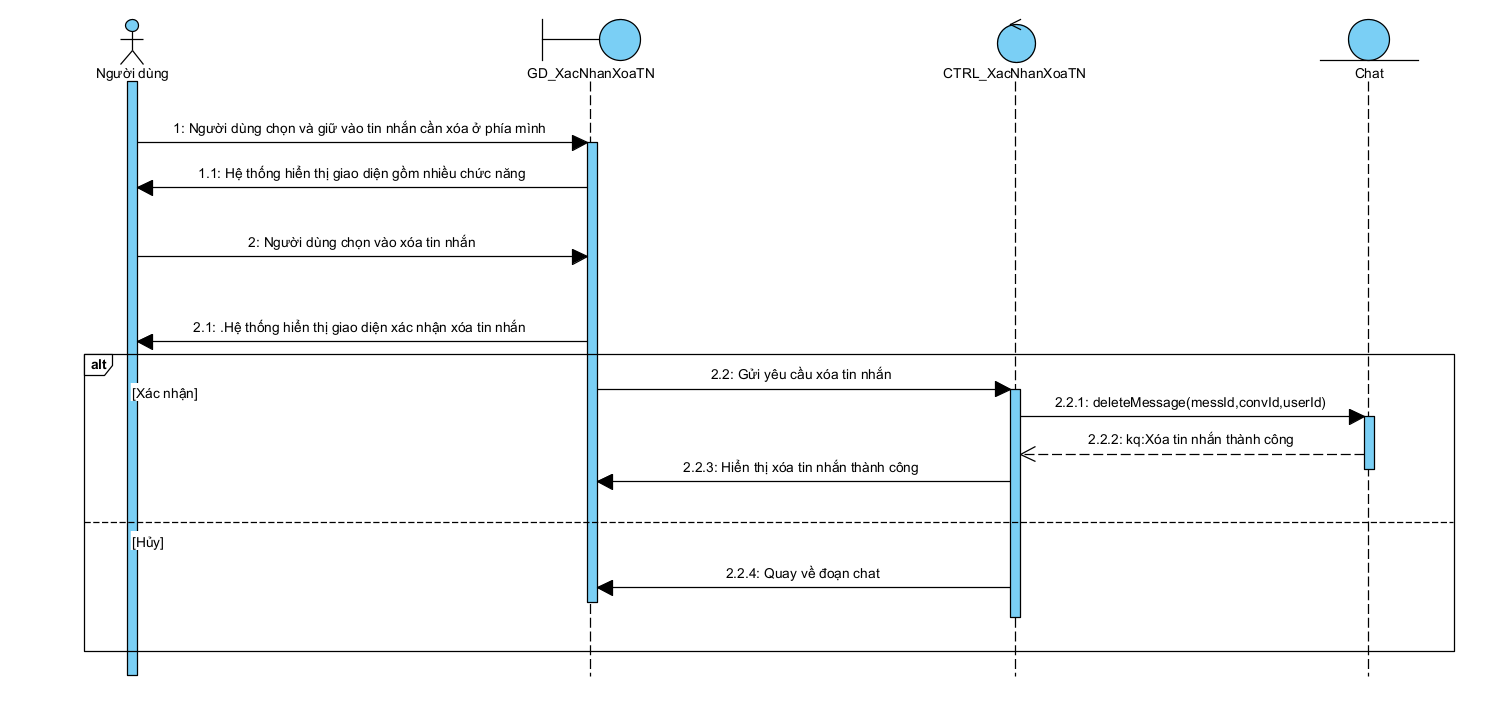 Người dùng
GD_XacNhanXoaTN
CTRL_XacNhanXoaTN
Chat
1: Người dùng chọn và giữ vào tin nhắn cần xóa ở phía mình
1.1: Hệ thống hiển thị giao diện gồm nhiều chức năng
2: Người dùng chọn vào xóa tin nhắn
2.1: .Hệ thống hiển thị giao diện xác nhận xóa tin nhắn
alt
[Xác nhận]
2.2: Gửi yêu cầu xóa tin nhắn
2.2.1: deleteMessage(messId,convId,userId)
2.2.2: kq:Xóa tin nhắn thành công
2.2.3: Hiển thị xóa tin nhắn thành công
[Hủy]
2.2.4: Quay về đoạn chat